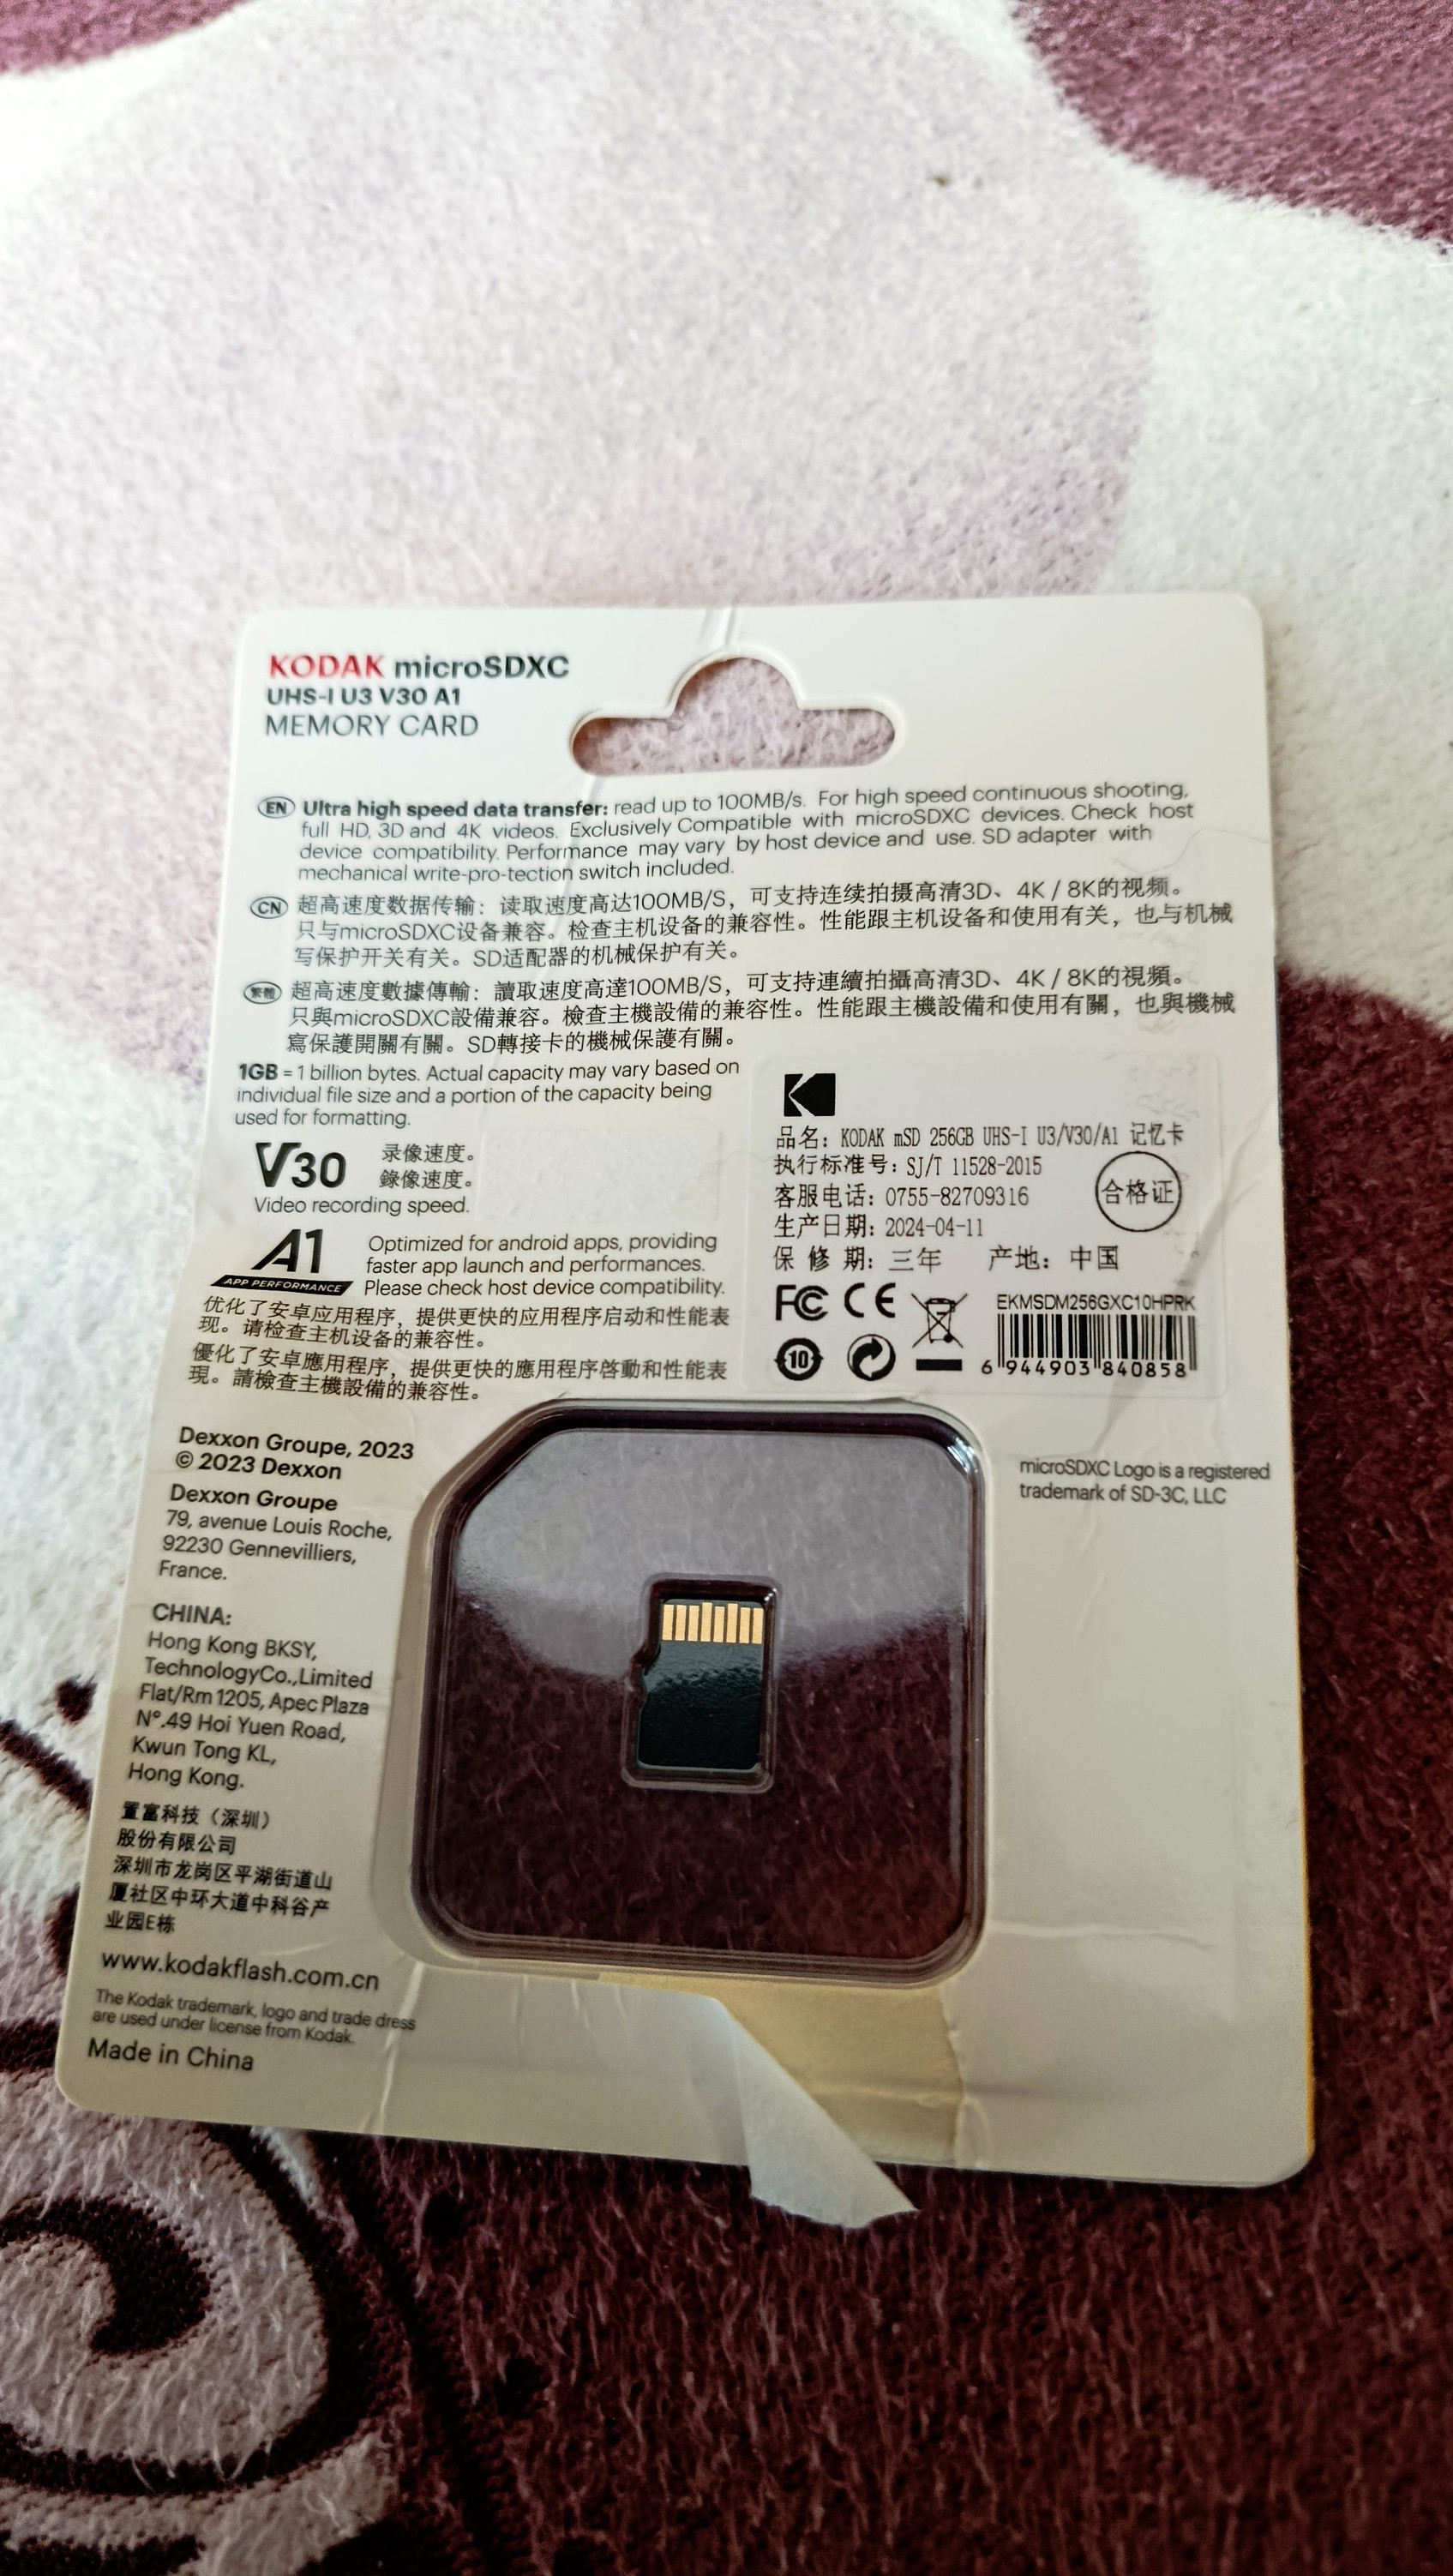 KODAK microSDXC
UHS-I U3 V30 A1
MEMORY CARD
EN Ultra high speed data transfer: read up to 100MB/s. For high speed continuous shooting,
full HD, 3D and 4K videos. Exclusively Compatible with microSDXC devices. Check host
device compatibility. Performance may vary by host device and use. SD adapter with
mechanical write-pro-tection switch included.
CN 超高速度数据传输：读取速度高达100MB/S，可支持连续拍摄高清3D、4K / 8K的视频。
只与microSDXC设备兼容。检查主机设备的兼容性。性能跟主机设备和使用有关，也与机械
写保护开关有关。SD适配器的机械保护有关。
繁體 超高速度數據傳輸：讀取速度高達100MB/S，可支持連續拍攝高清3D、4K / 8K的視頻。
只與microSDXC設備兼容。檢查主機設備的兼容性。性能跟主機設備和使用有關，也與機械
寫保護開關有關。SD轉接卡的機械保護有關。
1GB = 1 billion bytes. Actual capacity may vary based on
individual file size and a portion of the capacity being
used for formatting.
V30 录像速度。
錄像速度。
Video recording speed.
A1 APP PERFORMANCE
Optimized for android apps, providing
faster app launch and performances.
Please check host device compatibility.
优化了安卓应用程序，提供更快的应用程序启动和性能表
现。请检查主机设备的兼容性。
優化了安卓應用程序，提供更快的應用程序啓動和性能表
現。請檢查主機設備的兼容性。
品名：KODAK mSD 256GB UHS-I U3/V30/A1 记忆卡
执行标准号：SJ/T 11528-2015
客服电话：0755-82709316
生产日期：2024-04-11
合格证
保 修 期：三年 产地：中国
FC CE
EKMSDM256GXC10HPRK
10
6 944903 840858
Dexxon Groupe, 2023
© 2023 Dexxon
Dexxon Groupe
79, avenue Louis Roche,
92230 Gennevilliers,
France.
CHINA:
Hong Kong BKSY,
TechnologyCo.,Limited
Flat/Rm 1205, Apec Plaza
N°.49 Hoi Yuen Road,
Kwun Tong KL,
Hong Kong.
置富科技（深圳）
股份有限公司
深圳市龙岗区平湖街道山
厦社区中环大道中科谷产
业园E栋
www.kodakflash.com.cn
The Kodak trademark, logo and trade dress
are used under license from Kodak.
Made in China
microSDXC Logo is a registered
trademark of SD-3C, LLC